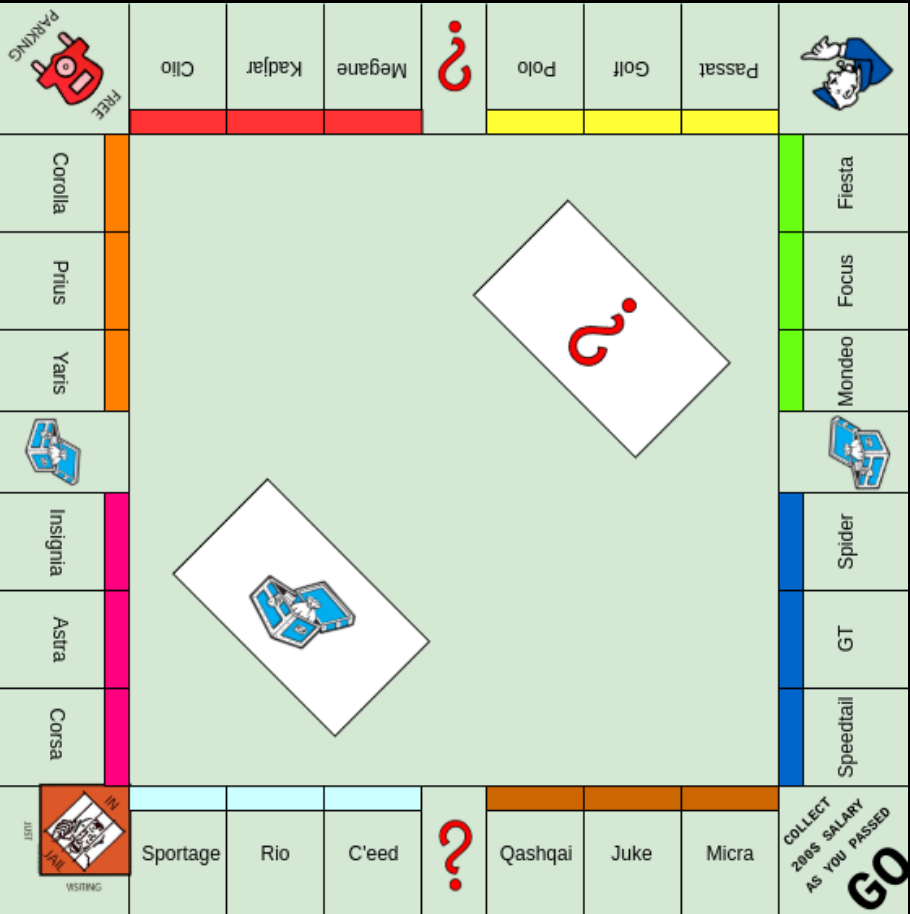 FREE
PARKING
Clio
Kadjar
Megane
?
Polo
Golf
Passat
Corolla
Prius
Yaris
Insignia
Astra
Corsa
Fiesta
Focus
Mondeo
Spider
GT
Speedtail
?
?
IN
JAIL
JUST
VISITING
Sportage
Rio
C'eed
Qashqai
Juke
Micra
COLLECT
200$ SALARY
AS YOU PASSED
GO